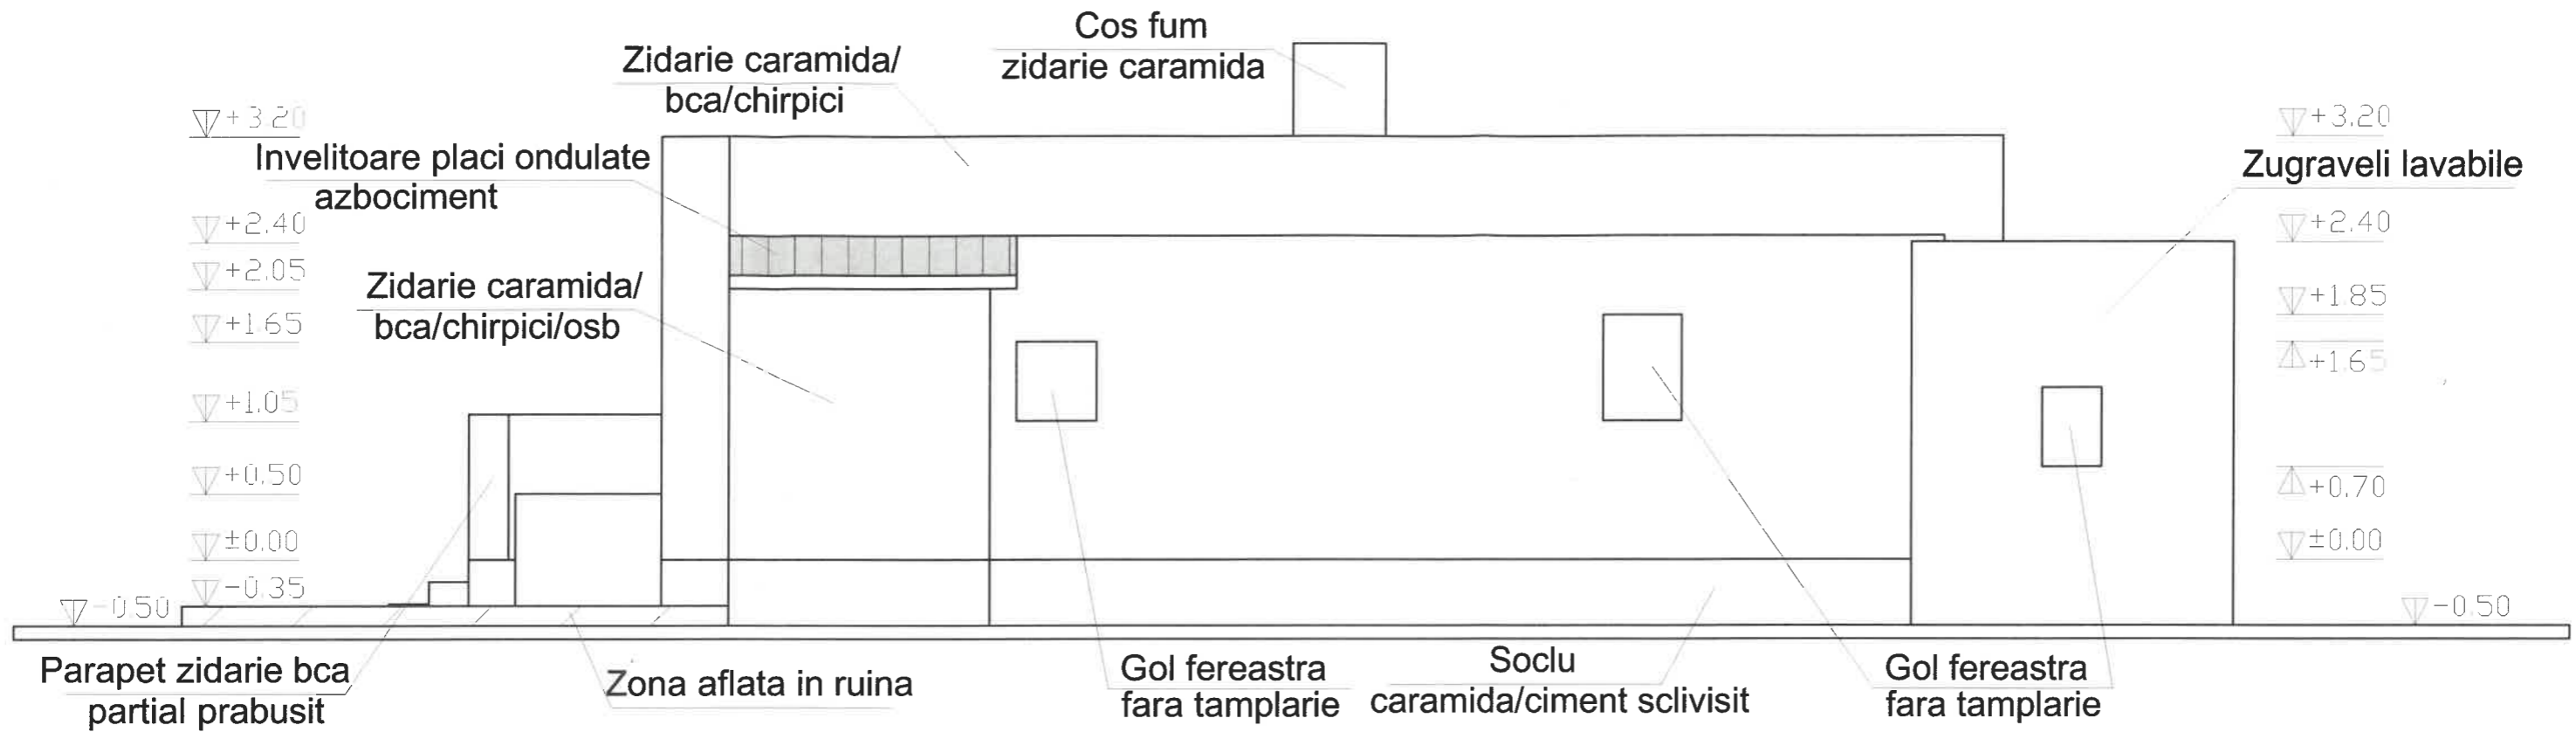 Cos fum
zidarie caramida
Zidarie caramida/
bca/chirpici
+3.20
+3.20
Invelitoare placi ondulate
azbociment
Zugraveli lavabile
+2.40
+2.40
+2.05
Zidarie caramida/
bca/chirpici/osb
+1.85
+1.65
+1.65
+1.05
+0.50
+0.70
±0.00
±0.00
-0.35
-0.50
-0.50
Parapet zidarie bca
partial prabusit
Zona aflata in ruina
Gol fereastra
fara tamplarie
Soclu
caramida/ciment sclivisit
Gol fereastra
fara tamplarie